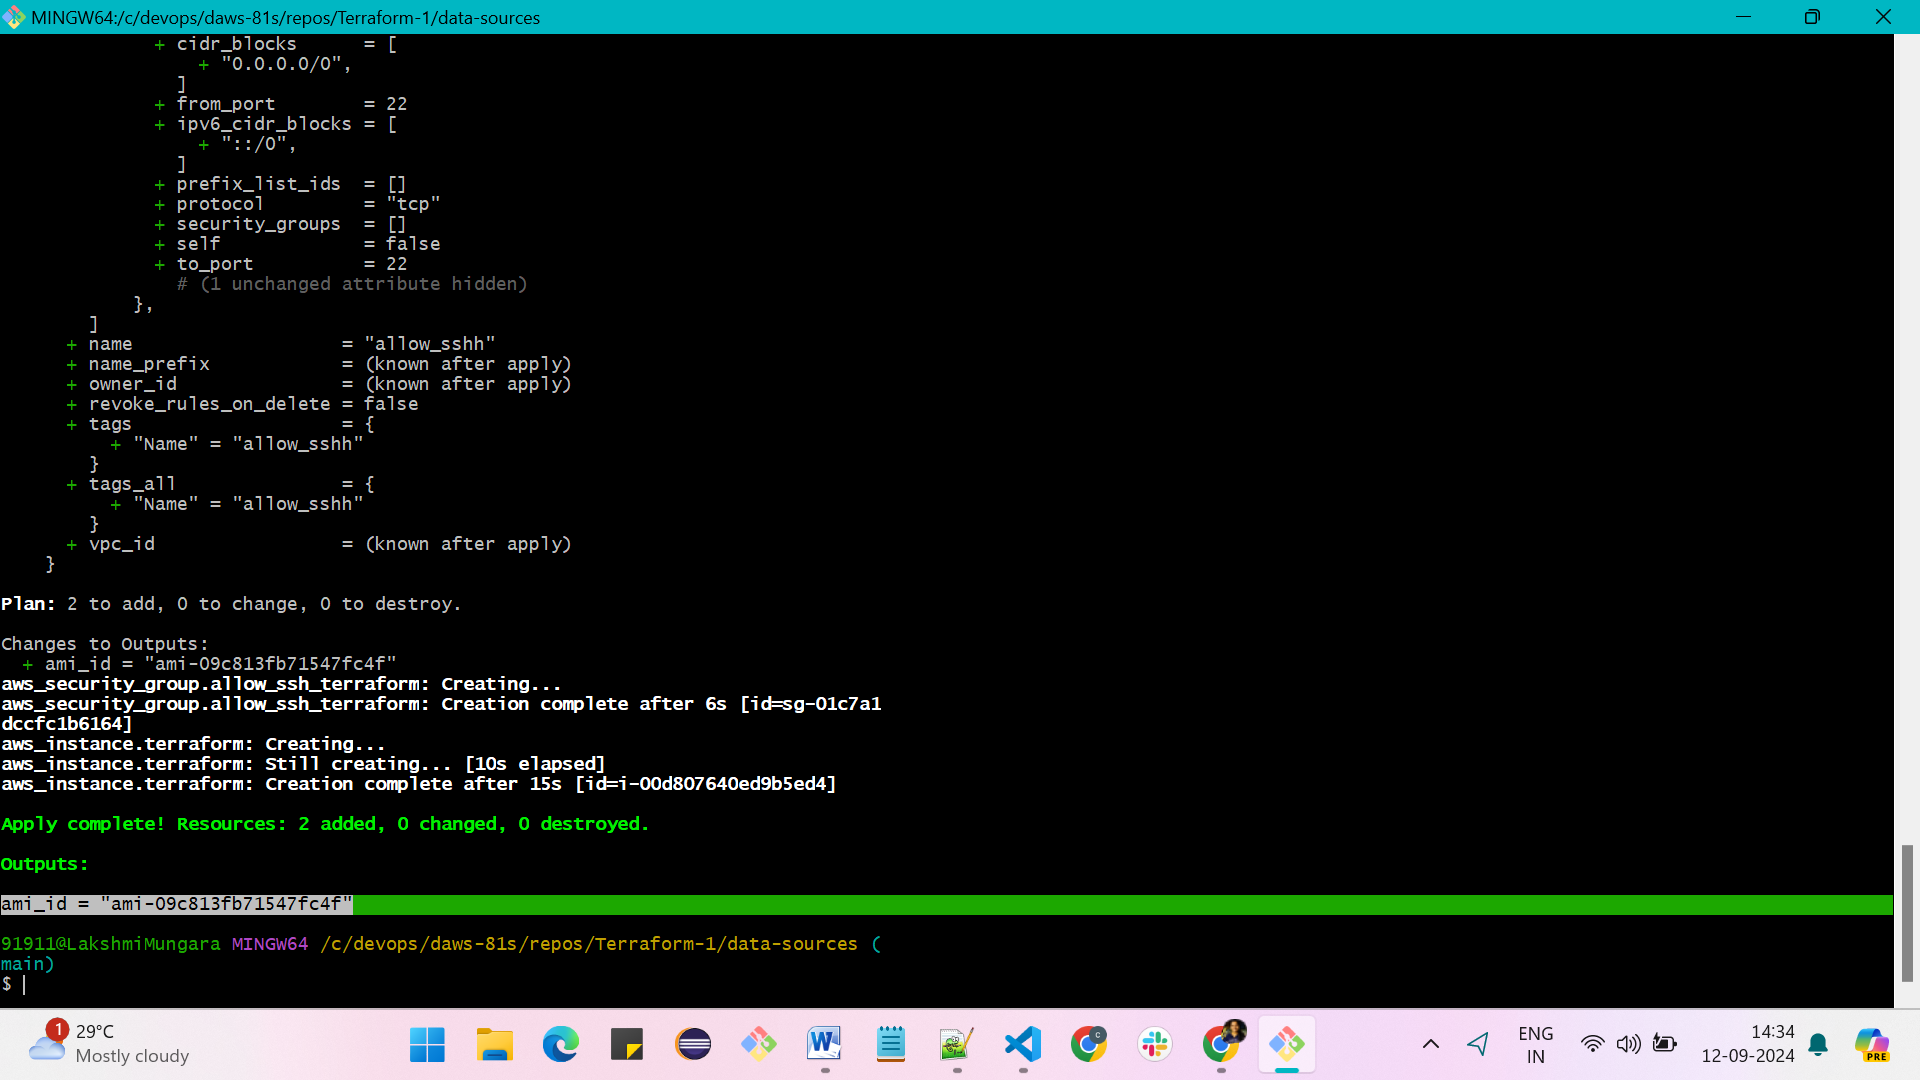 MINGW64:/c/devops/daws-81s/repos/Terraform-1/data-sources
+ cidr_blocks      = [
+ "0.0.0.0/0",
]
+ from_port        = 22
+ ipv6_cidr_blocks = [
+ "::/0",
]
+ prefix_list_ids  = []
+ protocol         = "tcp"
+ security_groups  = []
+ self             = false
+ to_port          = 22
# (1 unchanged attribute hidden)
},
]
+ name                   = "allow_sshh"
+ name_prefix            = (known after apply)
+ owner_id               = (known after apply)
+ revoke_rules_on_delete = false
+ tags                   = {
+ "Name" = "allow_sshh"
}
+ tags_all               = {
+ "Name" = "allow_sshh"
}
+ vpc_id                 = (known after apply)
}
Plan: 2 to add, 0 to change, 0 to destroy.
Changes to Outputs:
+ ami_id = "ami-09c813fb71547fc4f"
aws_security_group.allow_ssh_terraform: Creating...
aws_security_group.allow_ssh_terraform: Creation complete after 6s [id=sg-01c7a1
dccfc1b6164]
aws_instance.terraform: Creating...
aws_instance.terraform: Still creating... [10s elapsed]
aws_instance.terraform: Creation complete after 15s [id=i-00d807640ed9b5ed4]
Apply complete! Resources: 2 added, 0 changed, 0 destroyed.
Outputs:
ami_id = "ami-09c813fb71547fc4f"
91911@LakshmiMungara MINGW64 /c/devops/daws-81s/repos/Terraform-1/data-sources (
main)
$
1
29°C
Mostly cloudy
W
C
ENG
IN
14:34
12-09-2024
PRE